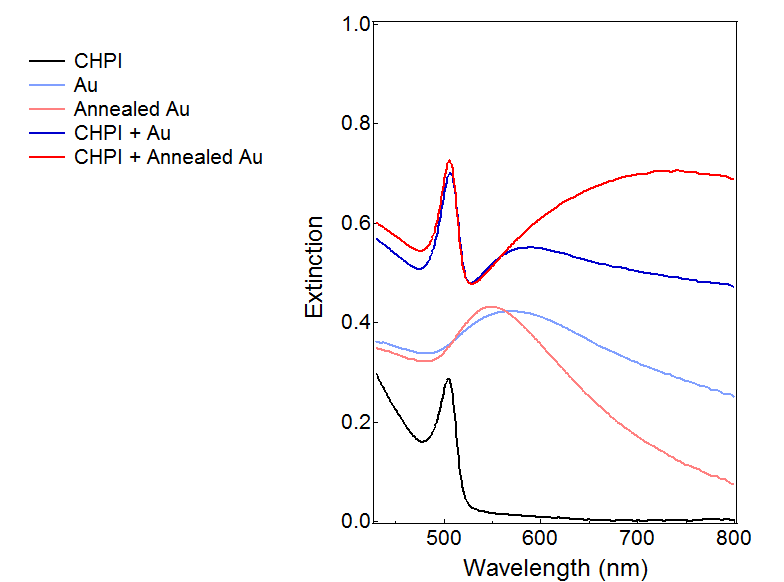 CHPI
Au
Annealed Au
CHPI + Au
CHPI + Annealed Au
Extinction
1.0
0.8
0.6
0.4
0.2
0.0
500 600 700 800
Wavelength (nm)